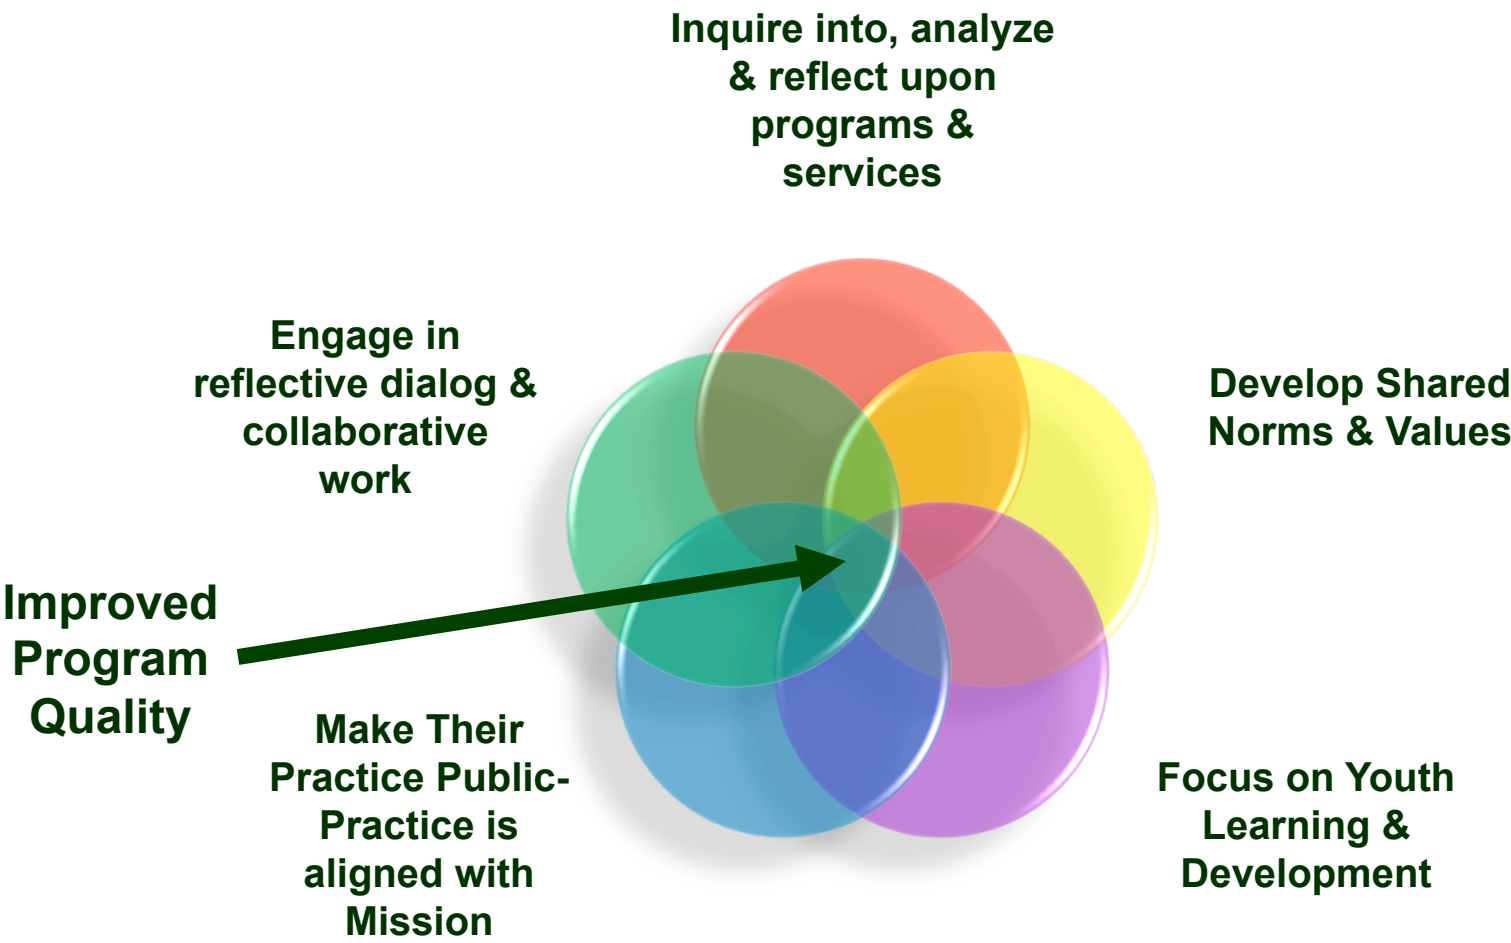 Inquire into, analyze
& reflect upon
programs &
services
Engage in
reflective dialog &
collaborative
work
Develop Shared
Norms & Values
Improved
Program
Quality
Make Their
Practice Public-
Practice is
aligned with
Mission
Focus on Youth
Learning &
Development